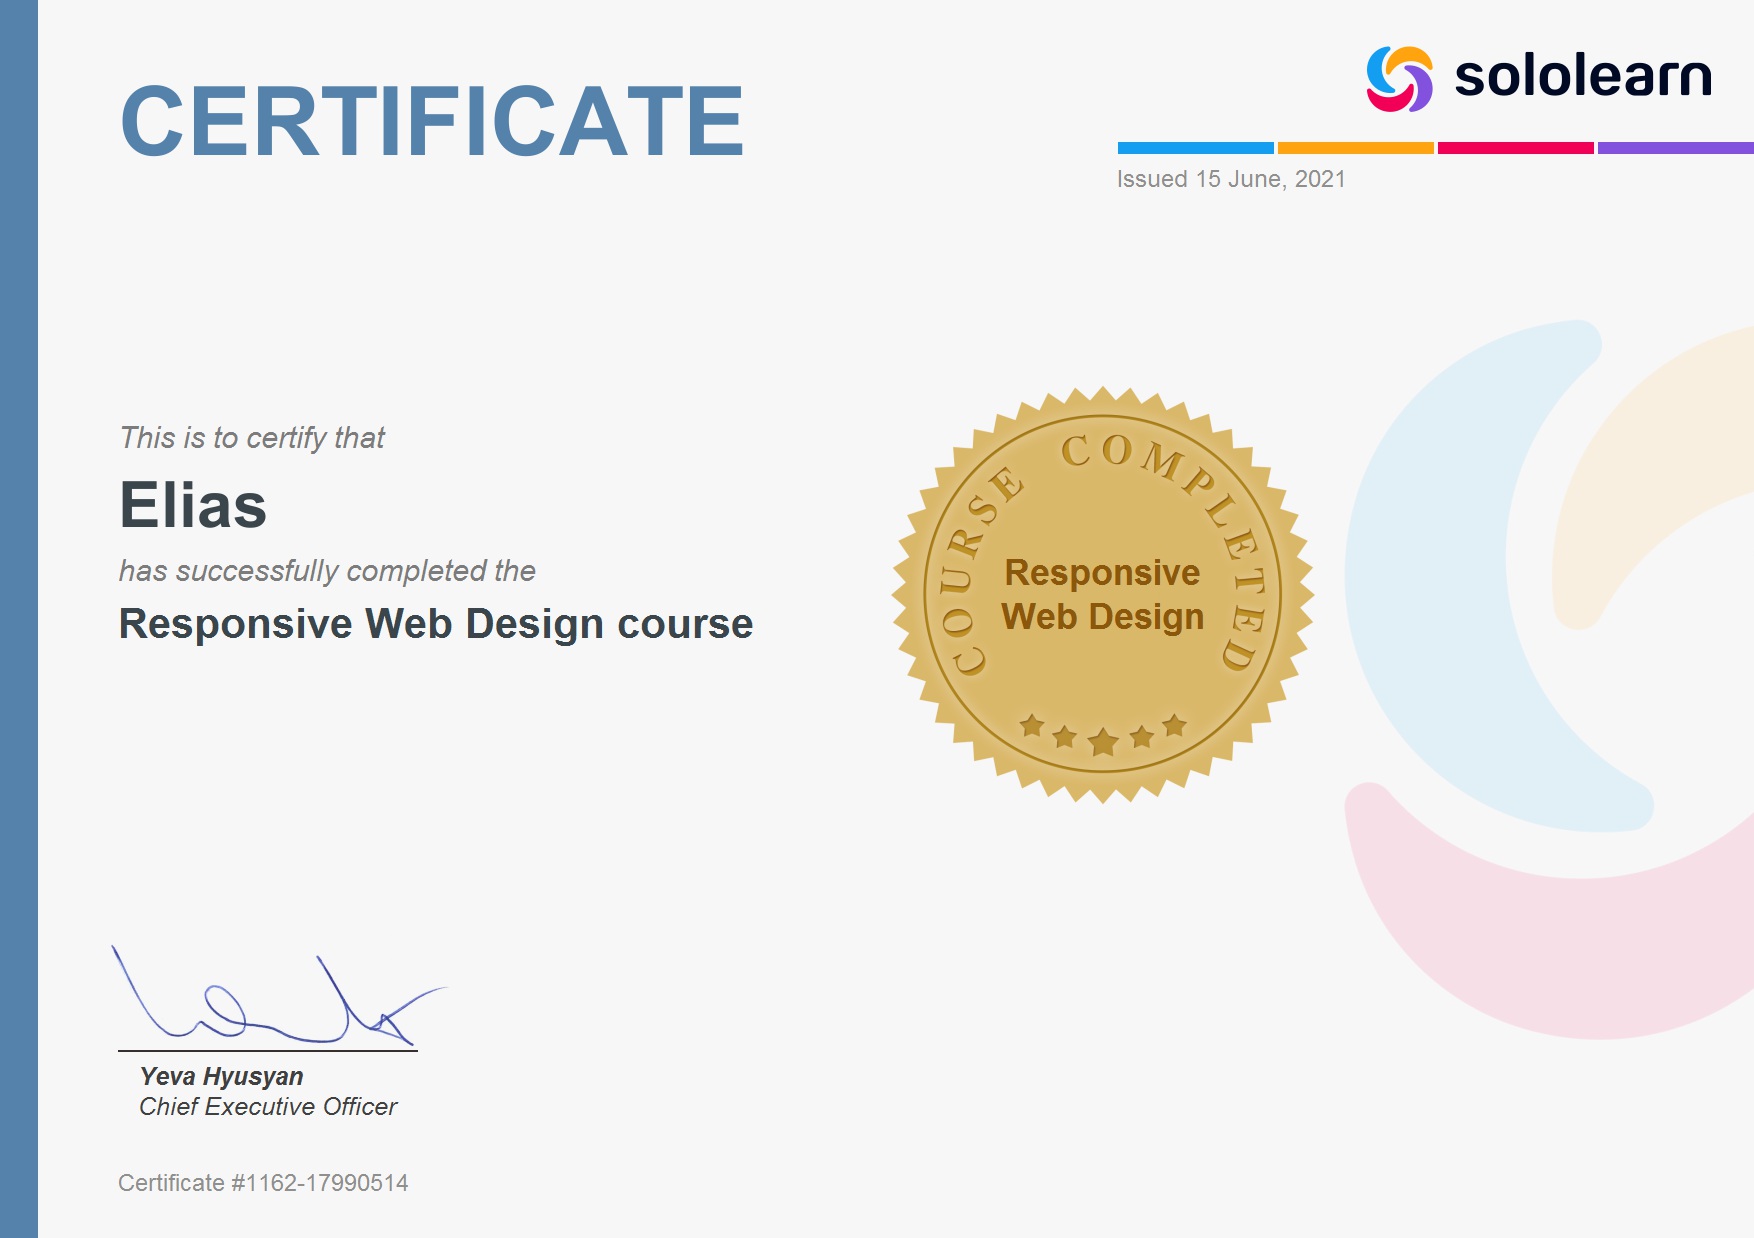 CERTIFICATE
sololearn
Issued 15 June, 2021
This is to certify that
Elias
has successfully completed the
Responsive Web Design course
COURSE COMPLETED
Responsive
Web Design
Yeva Hyusyan
Chief Executive Officer
Certificate #1162-17990514